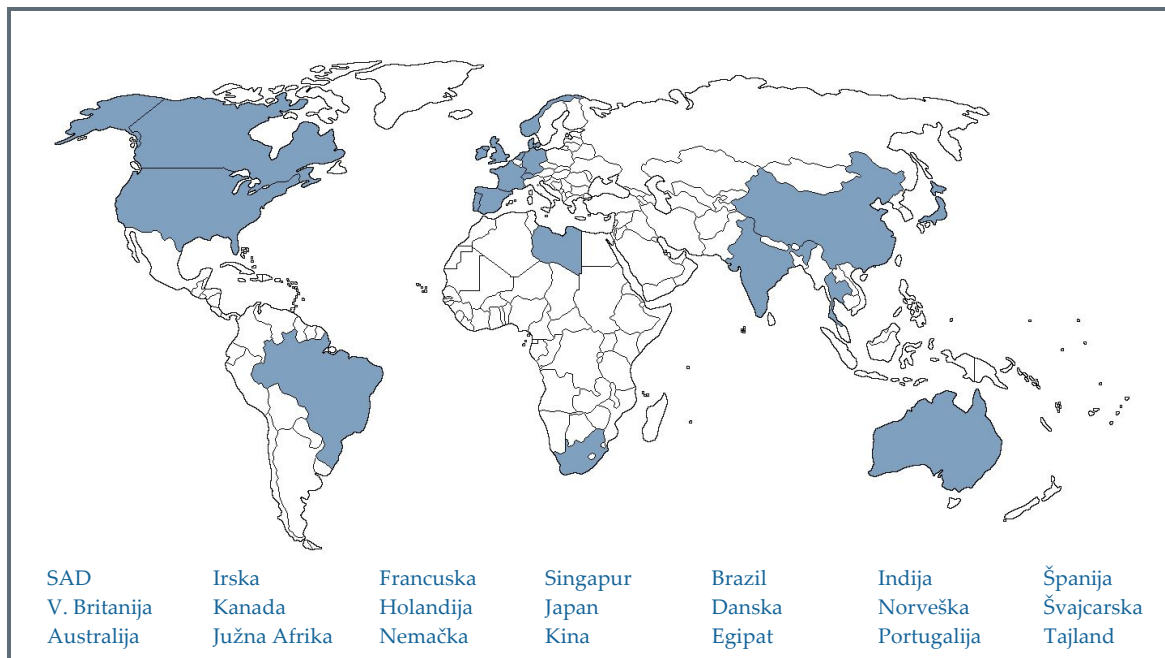 SAD Irska Francuska Singapur Brazil Indija Španija
V. Britanija Kanada Holandija Japan Danska Norveška Švajcarska
Australija Južna Afrika Nemačka Kina Egipat Portugalija Tajland